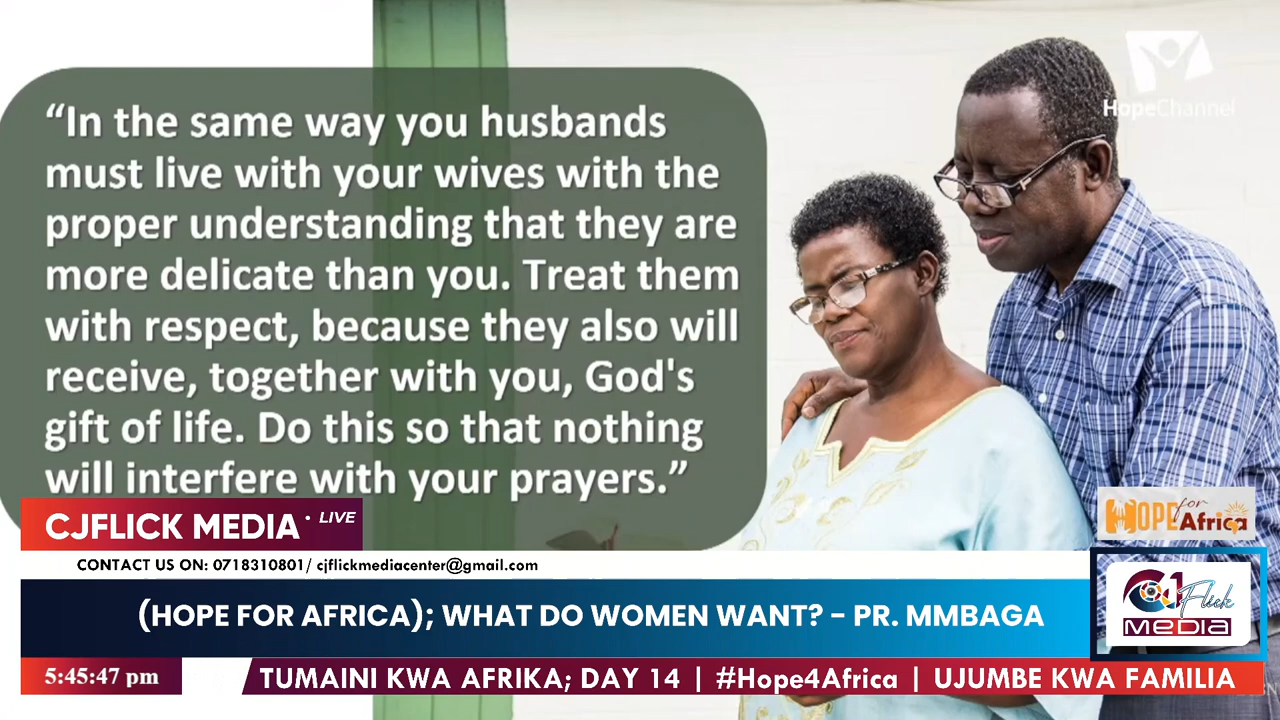 “In the same way you husbands
must live with your wives with the
proper understanding that they are
more delicate than you. Treat them
with respect, because they also will
receive, together with you, God's
gift of life. Do this so that nothing
will interfere with your prayers.”
HopeChannel
CJFLICK MEDIA • LIVE
HOPE for Africa
CONTACT US ON: 0718310801/ cjflickmediacenter@gmail.com
(HOPE FOR AFRICA); WHAT DO WOMEN WANT? – PR. MMBAGA
Flick
MEDIA
5:45:47 pm
TUMAINI KWA AFRIKA; DAY 14 | #Hope4Africa | UJUMBE KWA FAMILIA